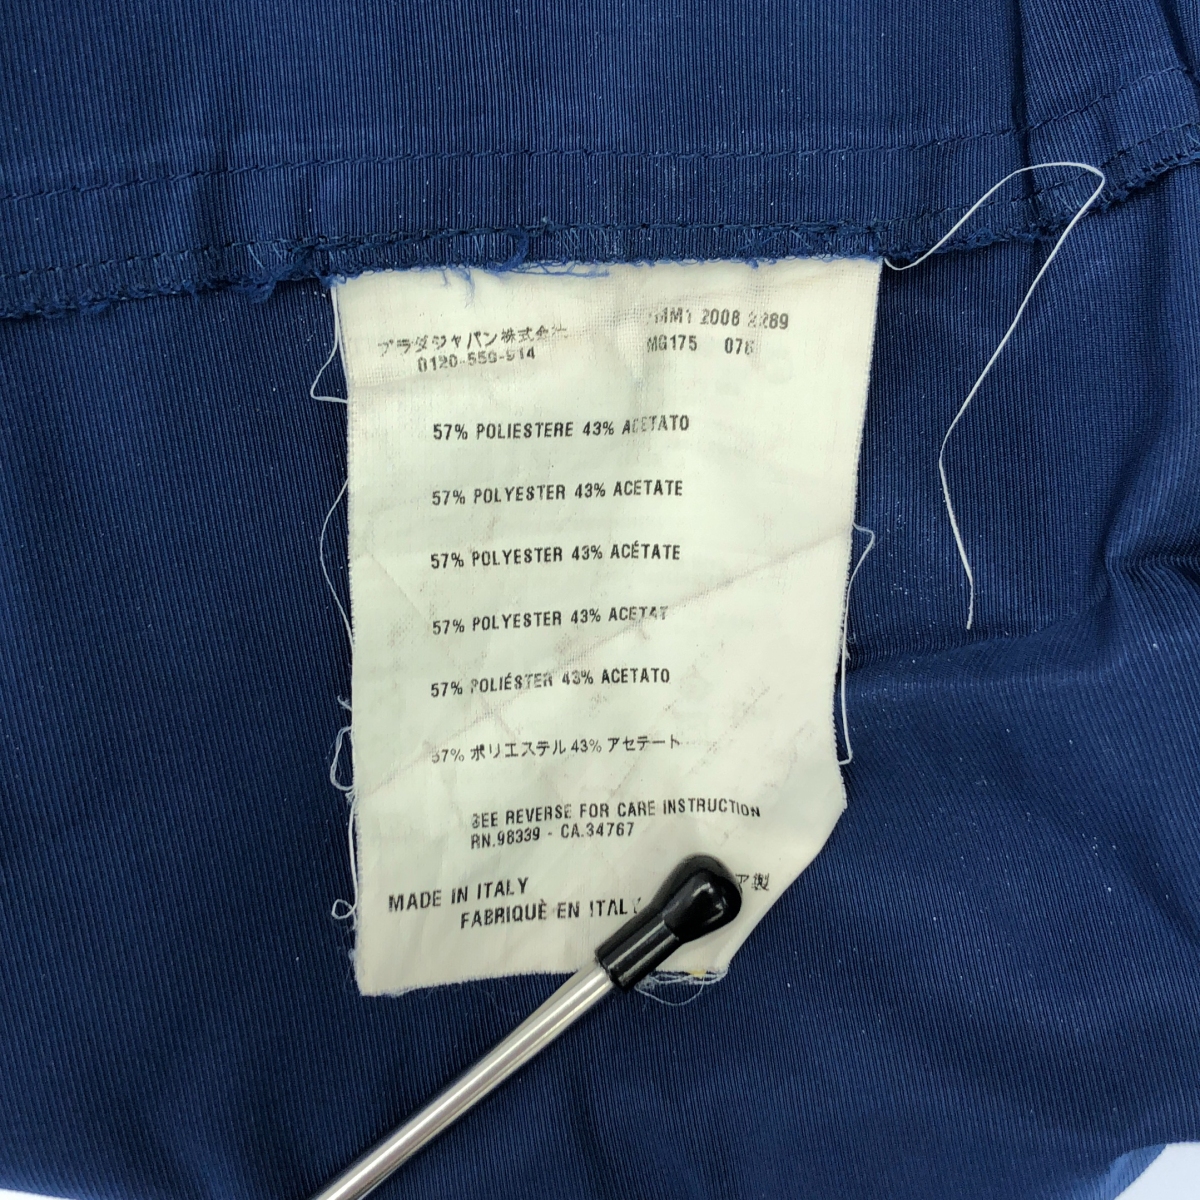 プラダジャパン株式会社
0120-559-914
2008 2289
MG175
57% POLIESTERE 43% ACETATO
57% POLYESTER 43% ACETATE
57% POLYESTER 43% ACÉTATE
57% POLYESTER 43% ACETAT
57% POLIÉSTER 43% ACETATO
57% ポリエステル 43% アセテート
SEE REVERSE FOR CARE INSTRUCTION
RN.98339 - CA.34767
MADE IN ITALY
ア製
FABRIQUÈ EN ITAL